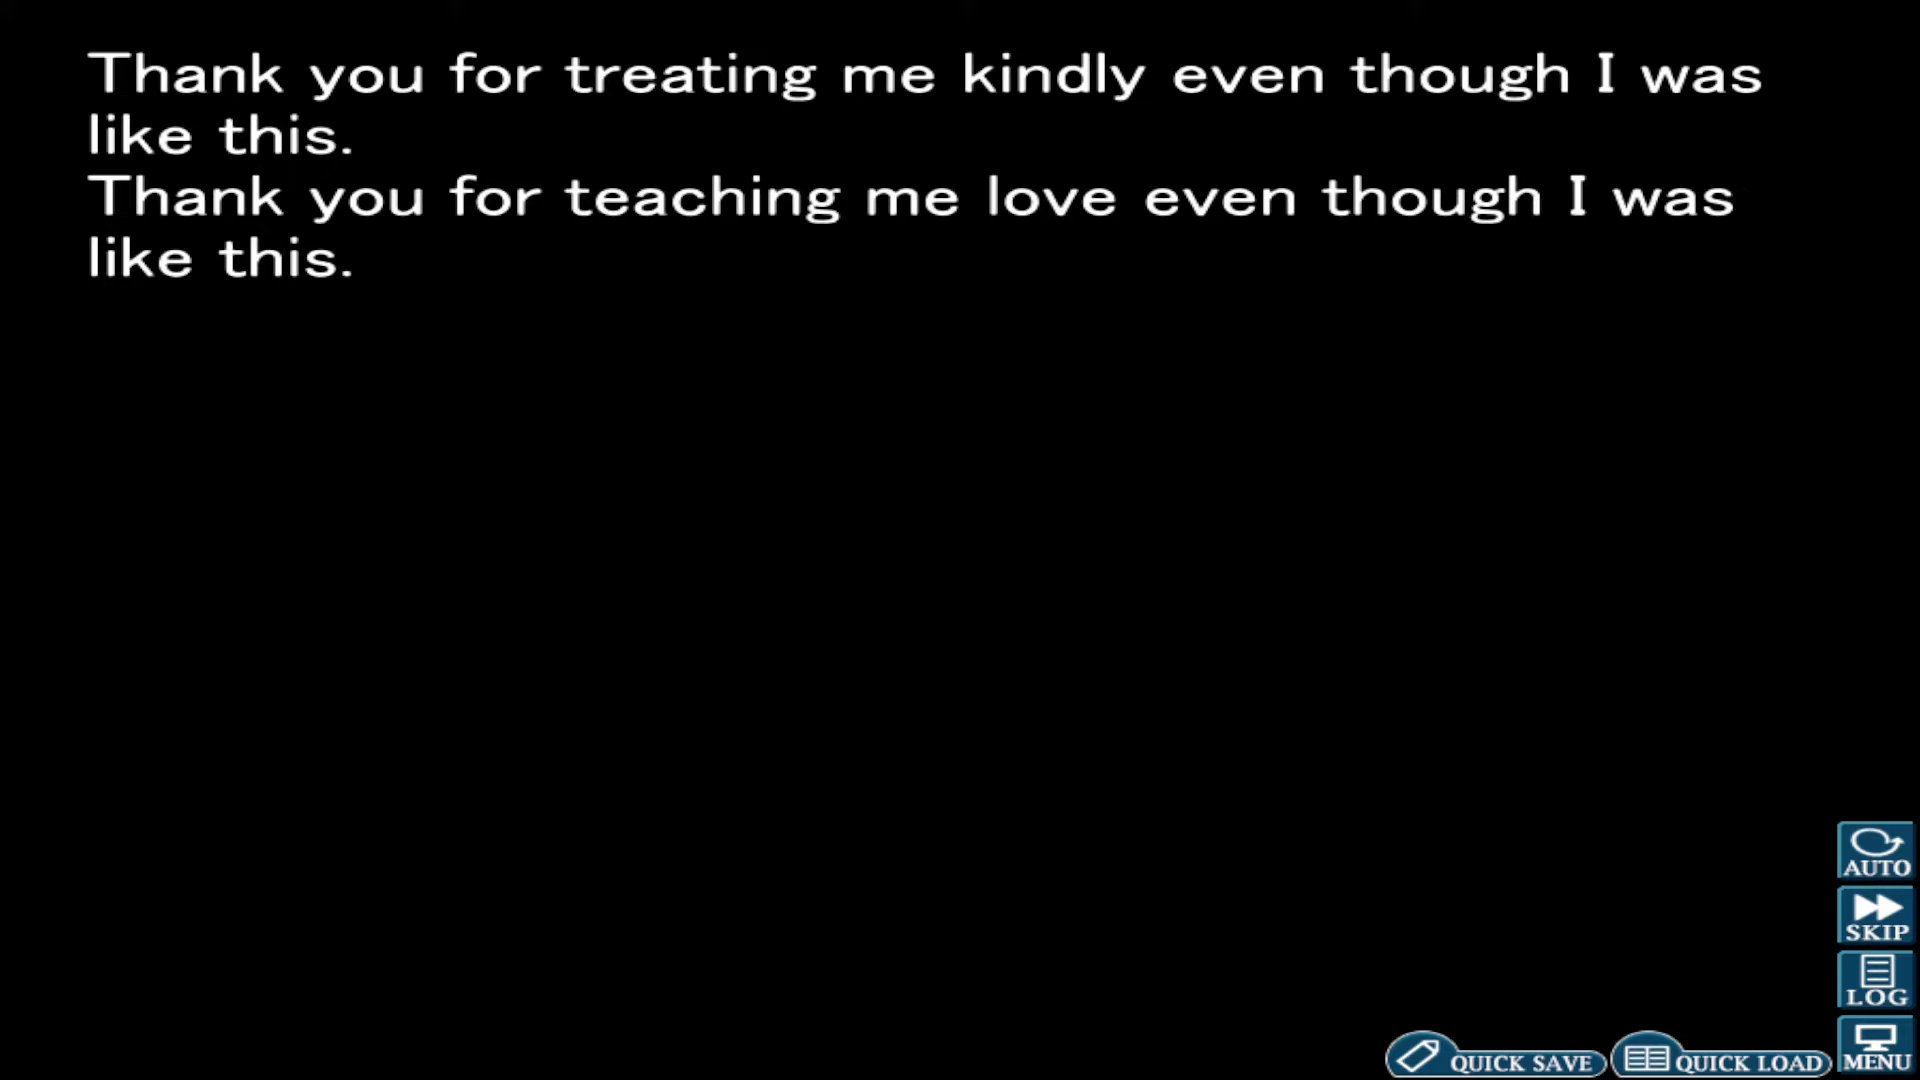 Thank you for treating me kindly even though I was
like this.
Thank you for teaching me love even though I was
like this.
AUTO
SKIP
LOG
MENU
QUICK SAVE
QUICK LOAD